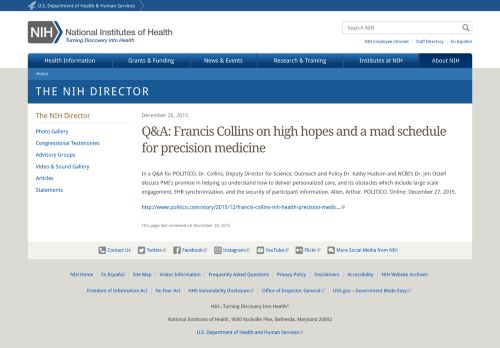 U.S. Department of Health & Human Services
NIH
National Institutes of Health
Turning Discovery Into Health
Search NIH
NIH Employee Intranet | Staff Directory | En Español
Health Information
Grants & Funding
News & Events
Research & Training
Institutes at NIH
About NIH
Home
THE NIH DIRECTOR
The NIH Director
Photo Gallery
Congressional Testimonies
Advisory Groups
Video & Sound Gallery
Articles
Statements
December 26, 2015
Q&A: Francis Collins on high hopes and a mad schedule
for precision medicine
In a Q&A for POLITICO, Dr. Collins, Deputy Director for Science, Outreach and Policy Dr. Kathy Hudson and NCBI's Dr. Jim Ostell
discuss PMI's promise in helping us understand how to deliver personalized care, and its obstacles which include large scale
engagement, EHR synchronization, and the security of participant information. Allen, Arthur. POLITICO. Online: December 27, 2015.
http://www.politico.com/story/2015/12/francis-collins-nih-health-precision-medic...
This page last reviewed on December 30, 2015
Contact Us | Twitter | Facebook | Instagram | YouTube | Flickr | More Social Media from NIH
NIH Home | En Español | Site Map | Visitor Information | Frequently Asked Questions | Privacy Policy | Disclaimers | Accessibility | NIH Website Archives
Freedom of Information Act | No Fear Act | HHS Vulnerability Disclosure | Office of Inspector General | USA.gov – Government Made Easy
NIH...Turning Discovery Into Health®
National Institutes of Health, 9000 Rockville Pike, Bethesda, Maryland 20892
U.S. Department of Health and Human Services